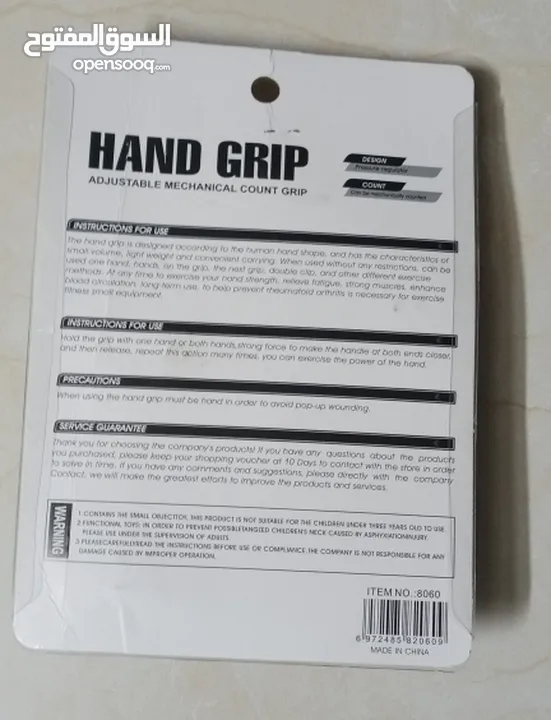 السوق المفتوح
opensooq.com
HAND GRIP
ADJUSTABLE MECHANICAL COUNT GRIP
DESIGN
Pressure regulator
COUNT
Can be mechanically counted
INSTRUCTIONS FOR USE
The hand grip is designed according to the human hand shape, and has the characteristics of
small volume, light weight and convenient carrying. When used without any restrictions, can be
used one hand, hands, on the grip, the next grip, double clip, and other different exercise
methods. At any time to exercise your hand strength, relieve fatigue, strong muscles, enhance
blood circulation, long-term use, to help prevent rheumatoid arthritis is necessary for exercise
fitness small equipment.
INSTRUCTIONS FOR USE
Hold the grip with one hand or both hands,strong force to make the handle at both ends closer,
and then release, repeat this action many times, you can exercise the power of the hand.
PRECAUTIONS
When using the hand grip must be hand in order to avoid pop-up wounding.
SERVICE GUARANTEE
Thank you for choosing the company's products! If you have any questions about the products
you purchased, please keep your shopping voucher at 10 Days to contact with the store in order
to solve in time. If you have any comments and suggestions, please directly with the company
Contact, we will make the greatest efforts to improve the products and services.
WARNING
1.CONTAINS THE SMALL OBJECTION: THIS PRODUCT IS NOT SUITABLE FOR THE CHILDREN UNDER THREE YEARS OLD TO USE
2.FUNCTIONAL TOYS: IN ORDER TO PREVENT POSSIBLETANGLED CHILDREN'S NECK CAUSED BY ASPHYXIATIONINJURY.
PLEASE USE UNDER THE SUPERVISION OF ADULTS.
3.PLEASECAREFULLYREAD THE INSTRUCTIONS BEFORE USE OR COMPLIANCE.THE COMPANY IS NOT RESPONSIBLE FOR ANY
DAMAGE CAUSED BY IMPROPER OPERATION.
ITEM NO.:8060
6 972485 820609
MADE IN CHINA